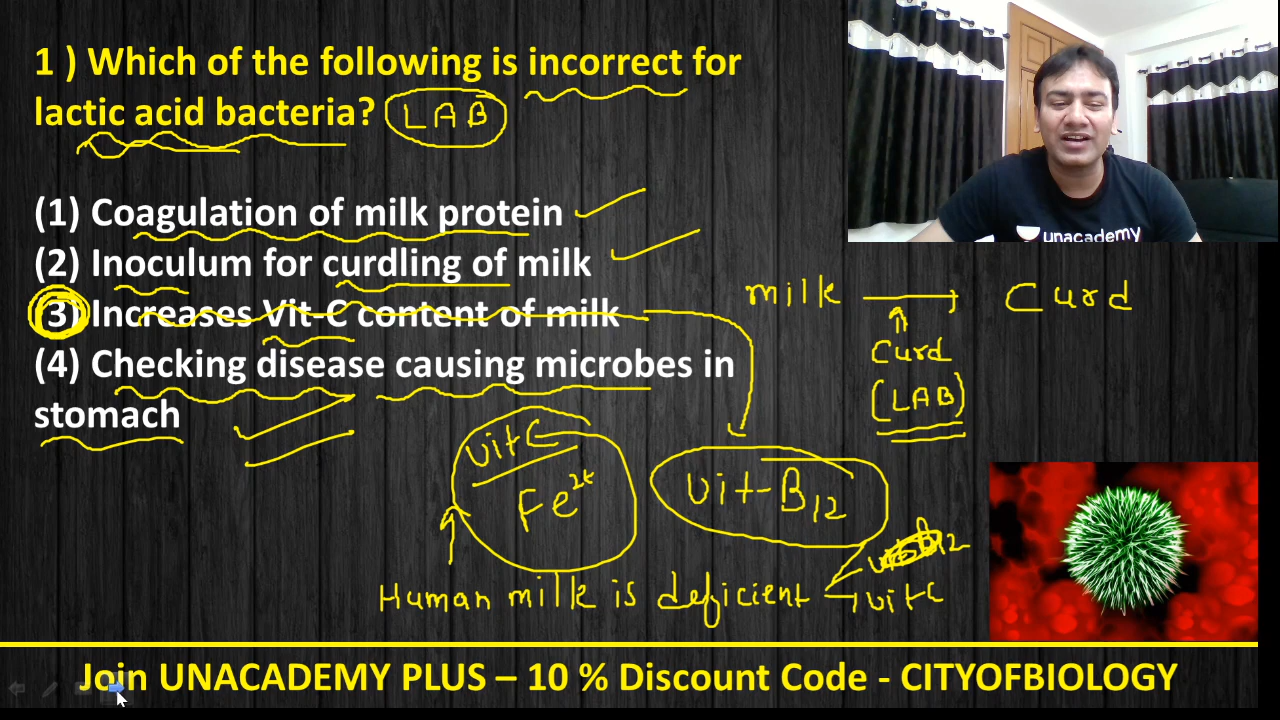 1 ) Which of the following is incorrect for
lactic acid bacteria? LAB
(1) Coagulation of milk protein
(2) Inoculum for curdling of milk
(3) Increases Vit-C content of milk
(4) Checking disease causing microbes in
stomach
unacademy
milk → Curd
Curd
(LAB)
vit C
Fe2+
vit-B12
Human milk is deficient
vit C
Join UNACADEMY PLUS – 10 % Discount Code - CITYOFBIOLOGY